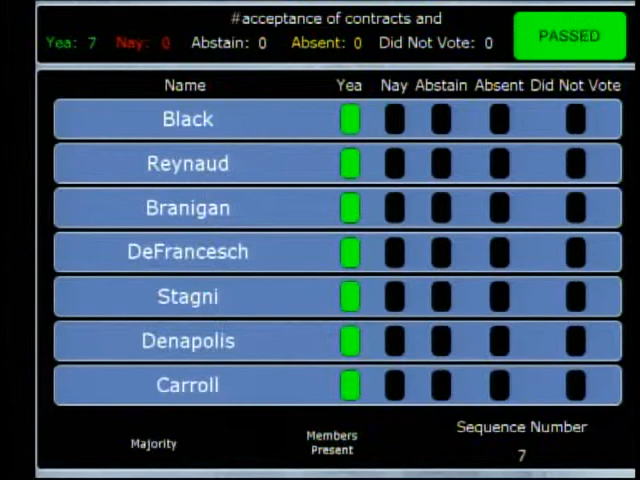 #acceptance of contracts and
Yea: 7 Nay: 0 Abstain: 0 Absent: 0 Did Not Vote: 0
PASSED
Name Yea Nay Abstain Absent Did Not Vote
Black
Reynaud
Branigan
DeFrancesch
Stagni
Denapolis
Carroll
Majority
Members
Present
Sequence Number
7